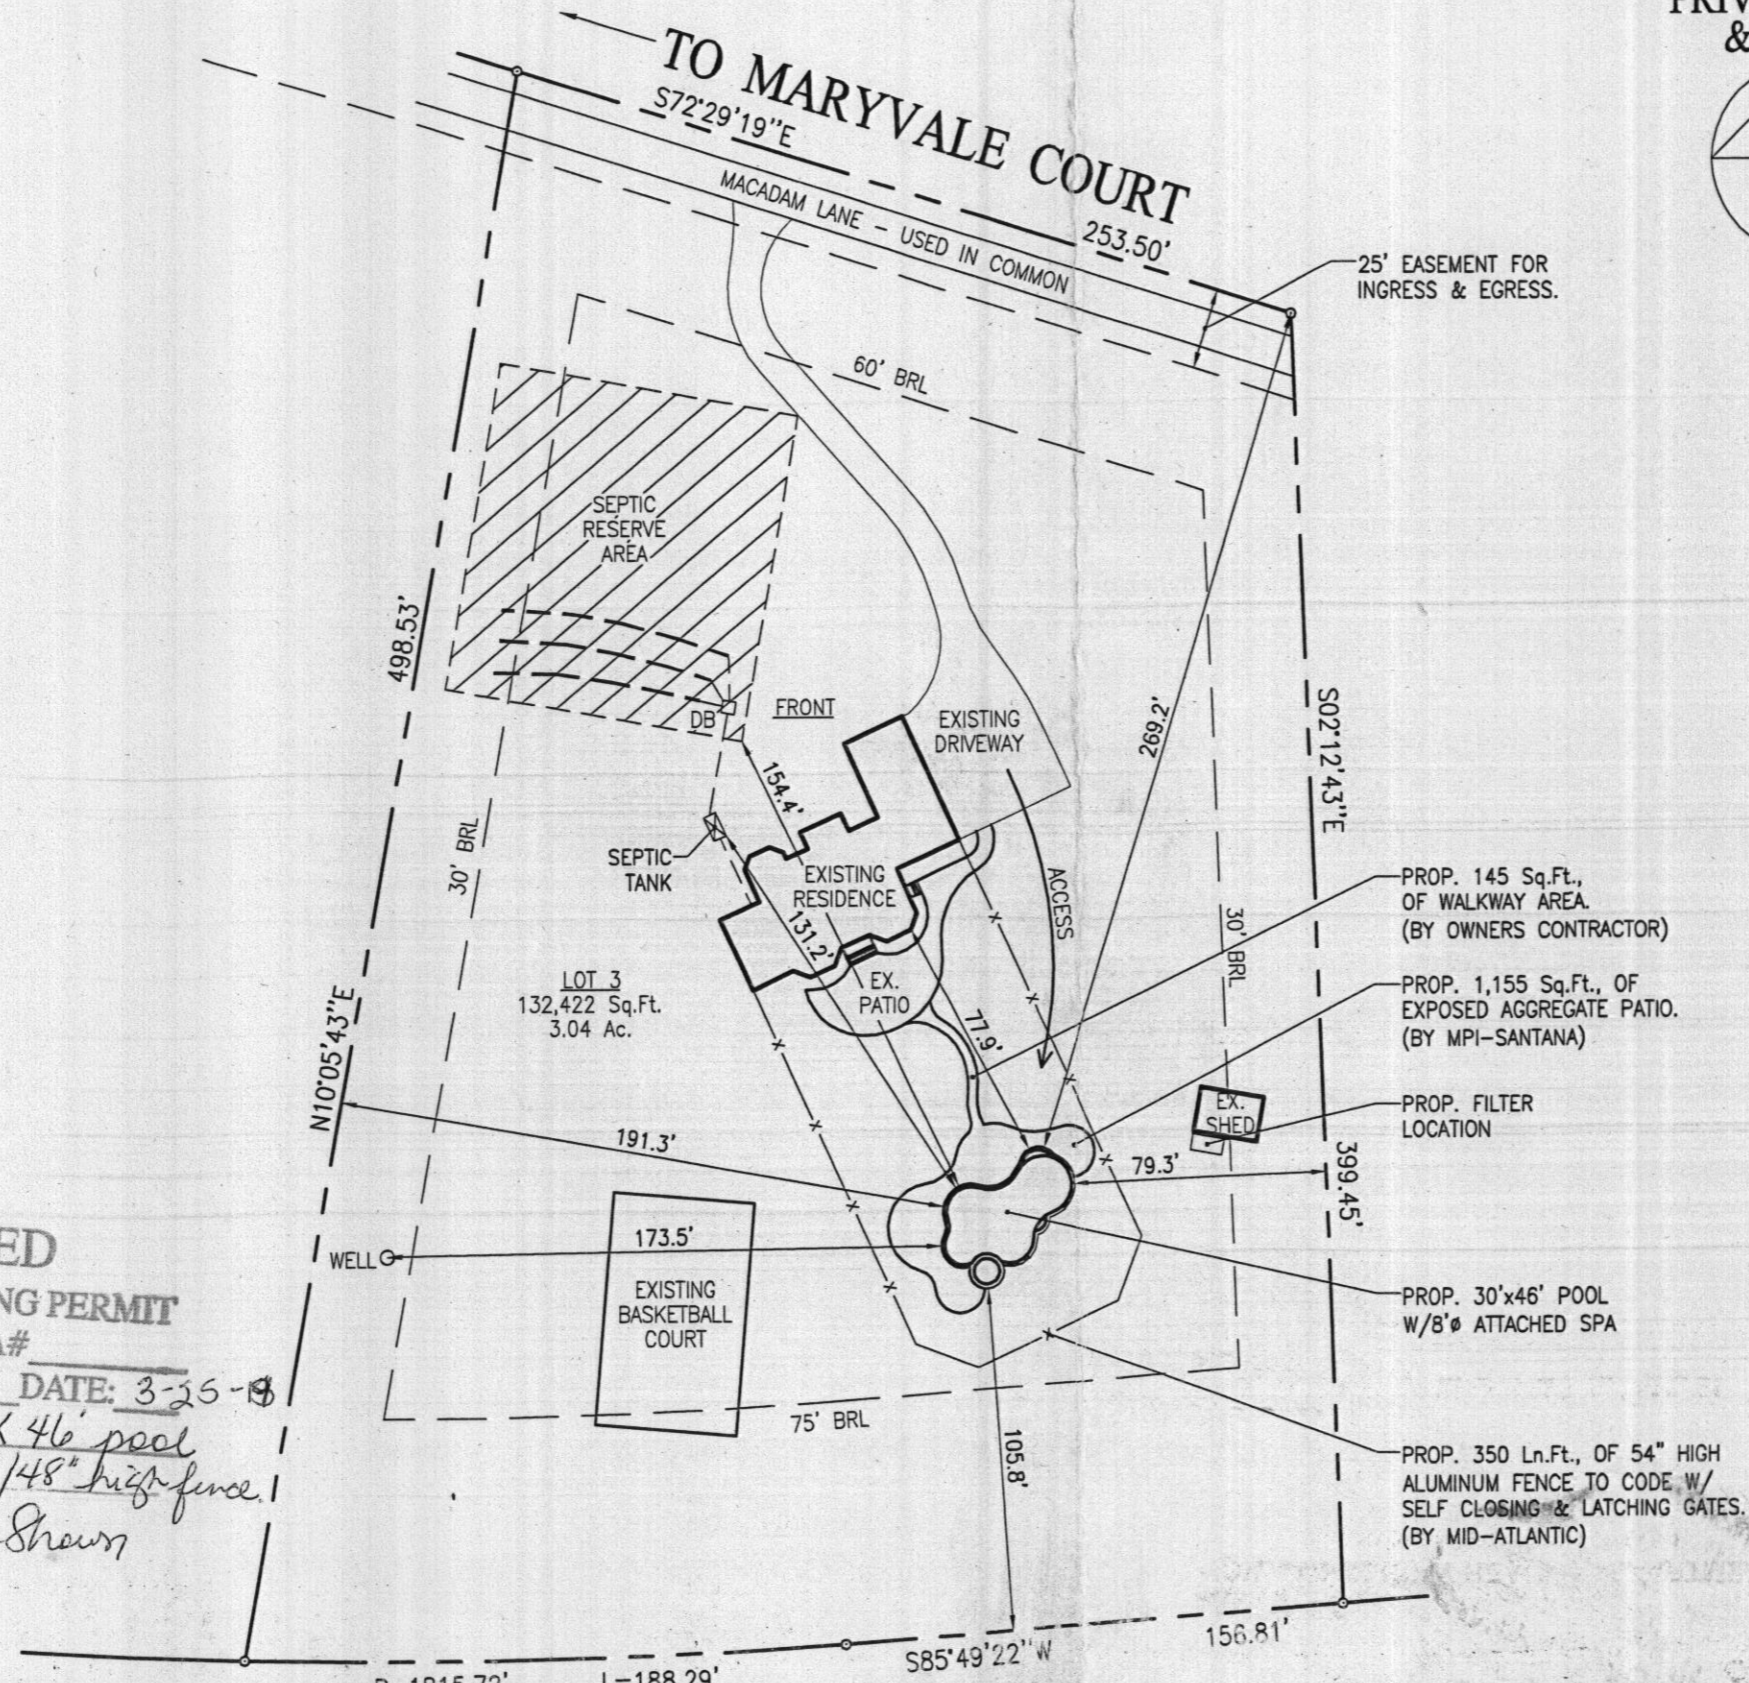 TO MARYVALE COURT
S72°29'19"E
253.50'
MACADAM LANE - USED IN COMMON
25' EASEMENT FOR
INGRESS & EGRESS.
60' BRL
SEPTIC
RESERVE
AREA
498.53'
N10°05'43"E
DB
FRONT
EXISTING
DRIVEWAY
269.2'
S02°12'43"E
399.45'
154.4'
30' BRL
SEPTIC
TANK
EXISTING
RESIDENCE
131.2'
ACCESS
30' BRL
EX.
PATIO
77.9'
LOT 3
132,422 Sq.Ft.
3.04 Ac.
PROP. 145 Sq.Ft.,
OF WALKWAY AREA.
(BY OWNERS CONTRACTOR)
PROP. 1,155 Sq.Ft., OF
EXPOSED AGGREGATE PATIO.
(BY MPI-SANTANA)
EX.
SHED
PROP. FILTER
LOCATION
191.3'
79.3'
WELL
173.5'
EXISTING
BASKETBALL
COURT
PROP. 30'x46' POOL
W/8'ø ATTACHED SPA
75' BRL
105.8'
PROP. 350 Ln.Ft., OF 54" HIGH
ALUMINUM FENCE TO CODE W/
SELF CLOSING & LATCHING GATES.
(BY MID-ATLANTIC)
PERMIT
DATE: 3-25-
46' pool
48" high fence
Shown
S85°49'22"W
156.81'
L=188.29'